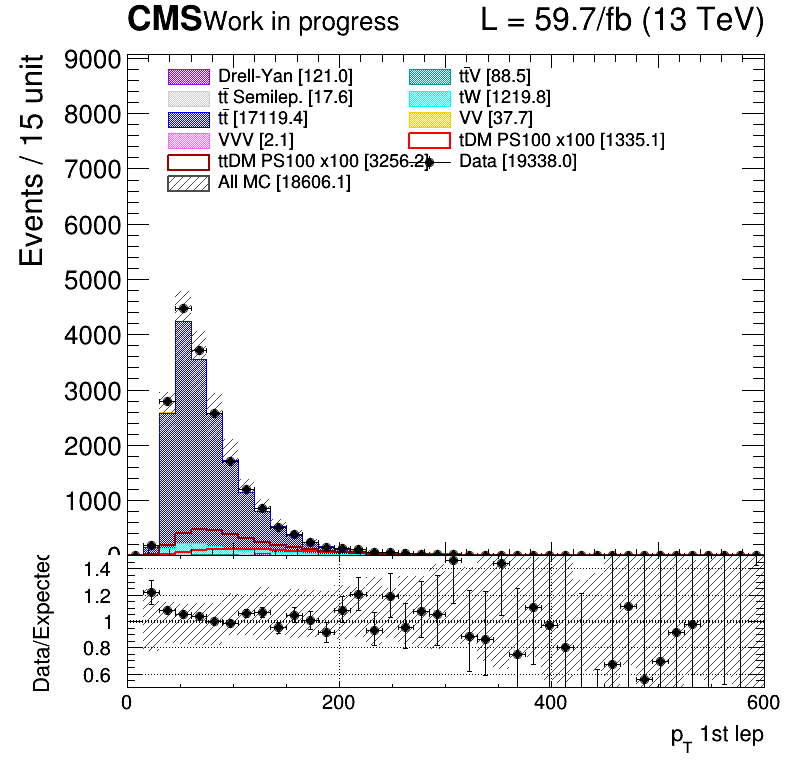 CMS Work in progress L = 59.7/fb (13 TeV)
Events / 15 unit
9000
8000
7000
6000
5000
4000
3000
2000
1000
0
Drell-Yan [121.0]
tt̄V [88.5]
tt̄ Semilep. [17.6]
tW [1219.8]
tt̄ [17119.4]
VV [37.7]
VVV [2.1]
tDM PS100 x100 [1335.1]
ttDM PS100 x100 [3256.2]
Data [19338.0]
All MC [18606.1]
Data/Expected
1.4
1.2
1
0.8
0.6
0 200 400 600
p_T 1st lep